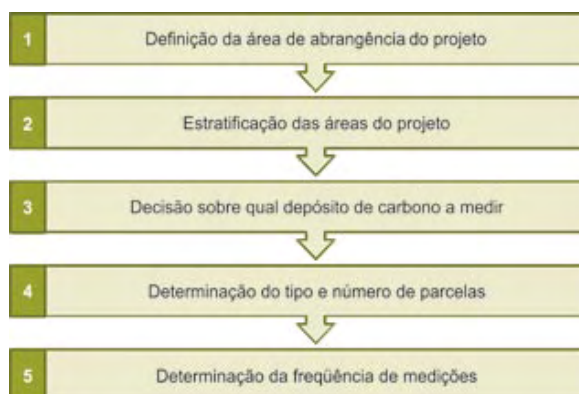 1 Definição da área de abrangência do projeto
2 Estratificação das áreas do projeto
3 Decisão sobre qual depósito de carbono a medir
4 Determinação do tipo e número de parcelas
5 Determinação da freqüência de medições